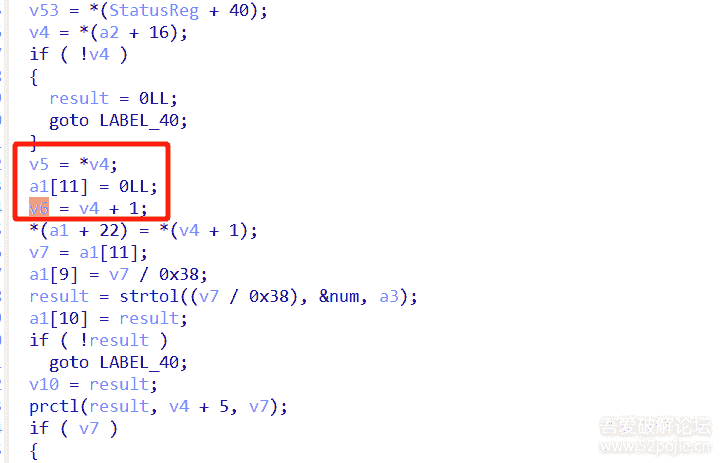 v53 = *(StatusReg + 40);
v4 = *(a2 + 16);
if ( !v4 )
{
result = 0LL;
goto LABEL_40;
}
v5 = *v4;
a1[11] = 0LL;
v6 = v4 + 1;
*(a1 + 22) = *(v4 + 1);
v7 = a1[11];
a1[9] = v7 / 0x38;
result = strtol((v7 / 0x38), &num, a3);
a1[10] = result;
if ( !result )
goto LABEL_40;
v10 = result;
prctl(result, v4 + 5, v7);
if ( v7 )
{
吾爱破解论坛
www.52pojie.cn